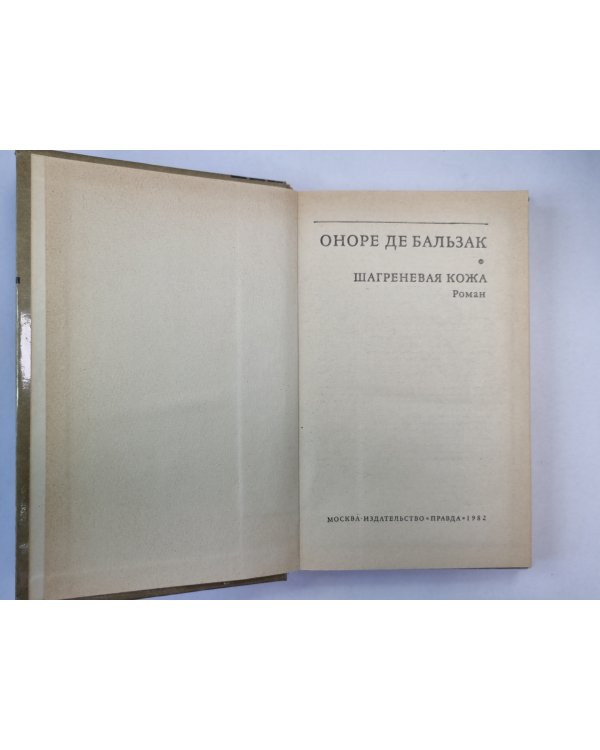 ОНОРЕ ДЕ БАЛЬЗАК
ШАГРЕНЕВАЯ КОЖА
Роман
МОСКВА·ИЗДАТЕЛЬСТВО «ПРАВДА» 1982